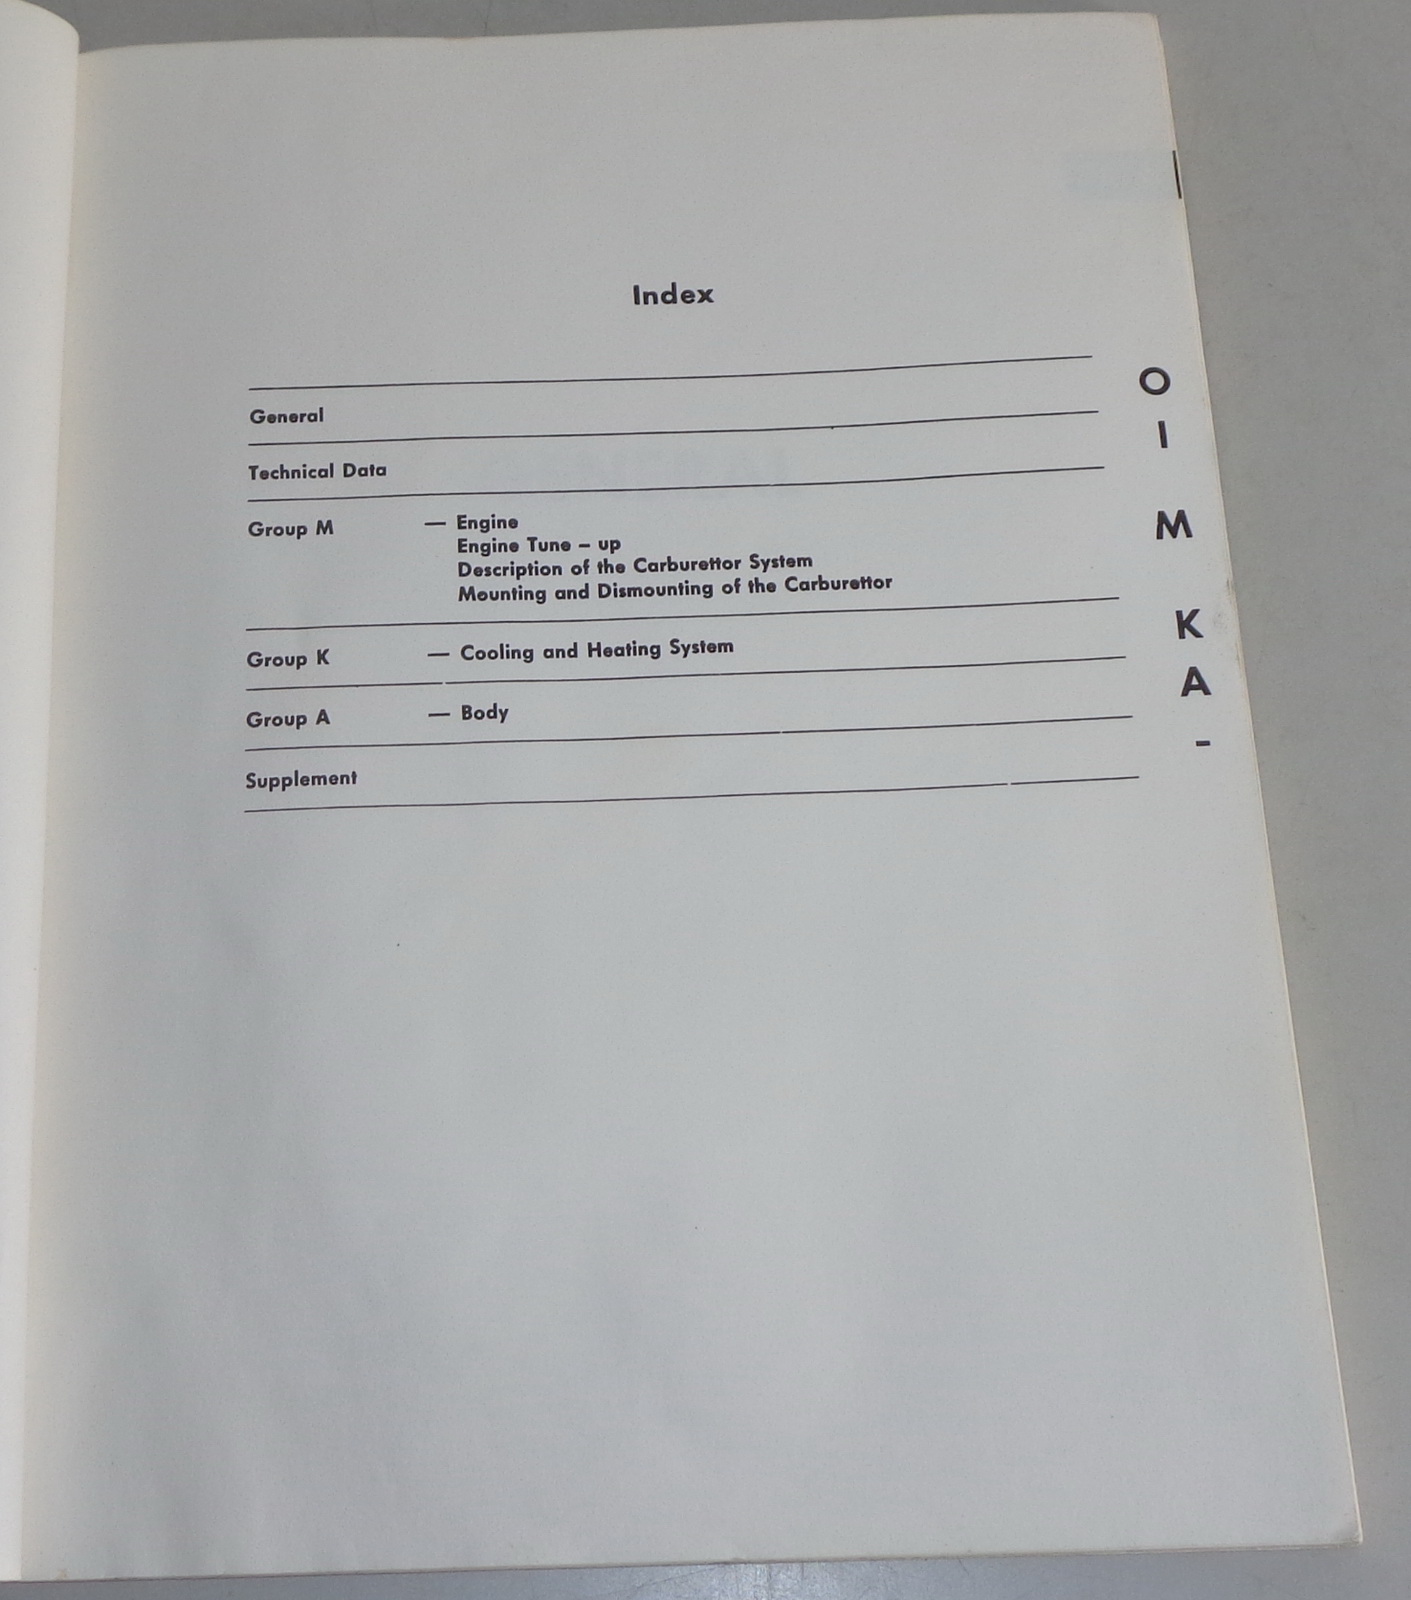 Index
General
O
Technical Data
I
Group M — Engine
Engine Tune – up
Description of the Carburettor System
Mounting and Dismounting of the Carburettor
M
Group K — Cooling and Heating System
K
Group A — Body
A
Supplement
-